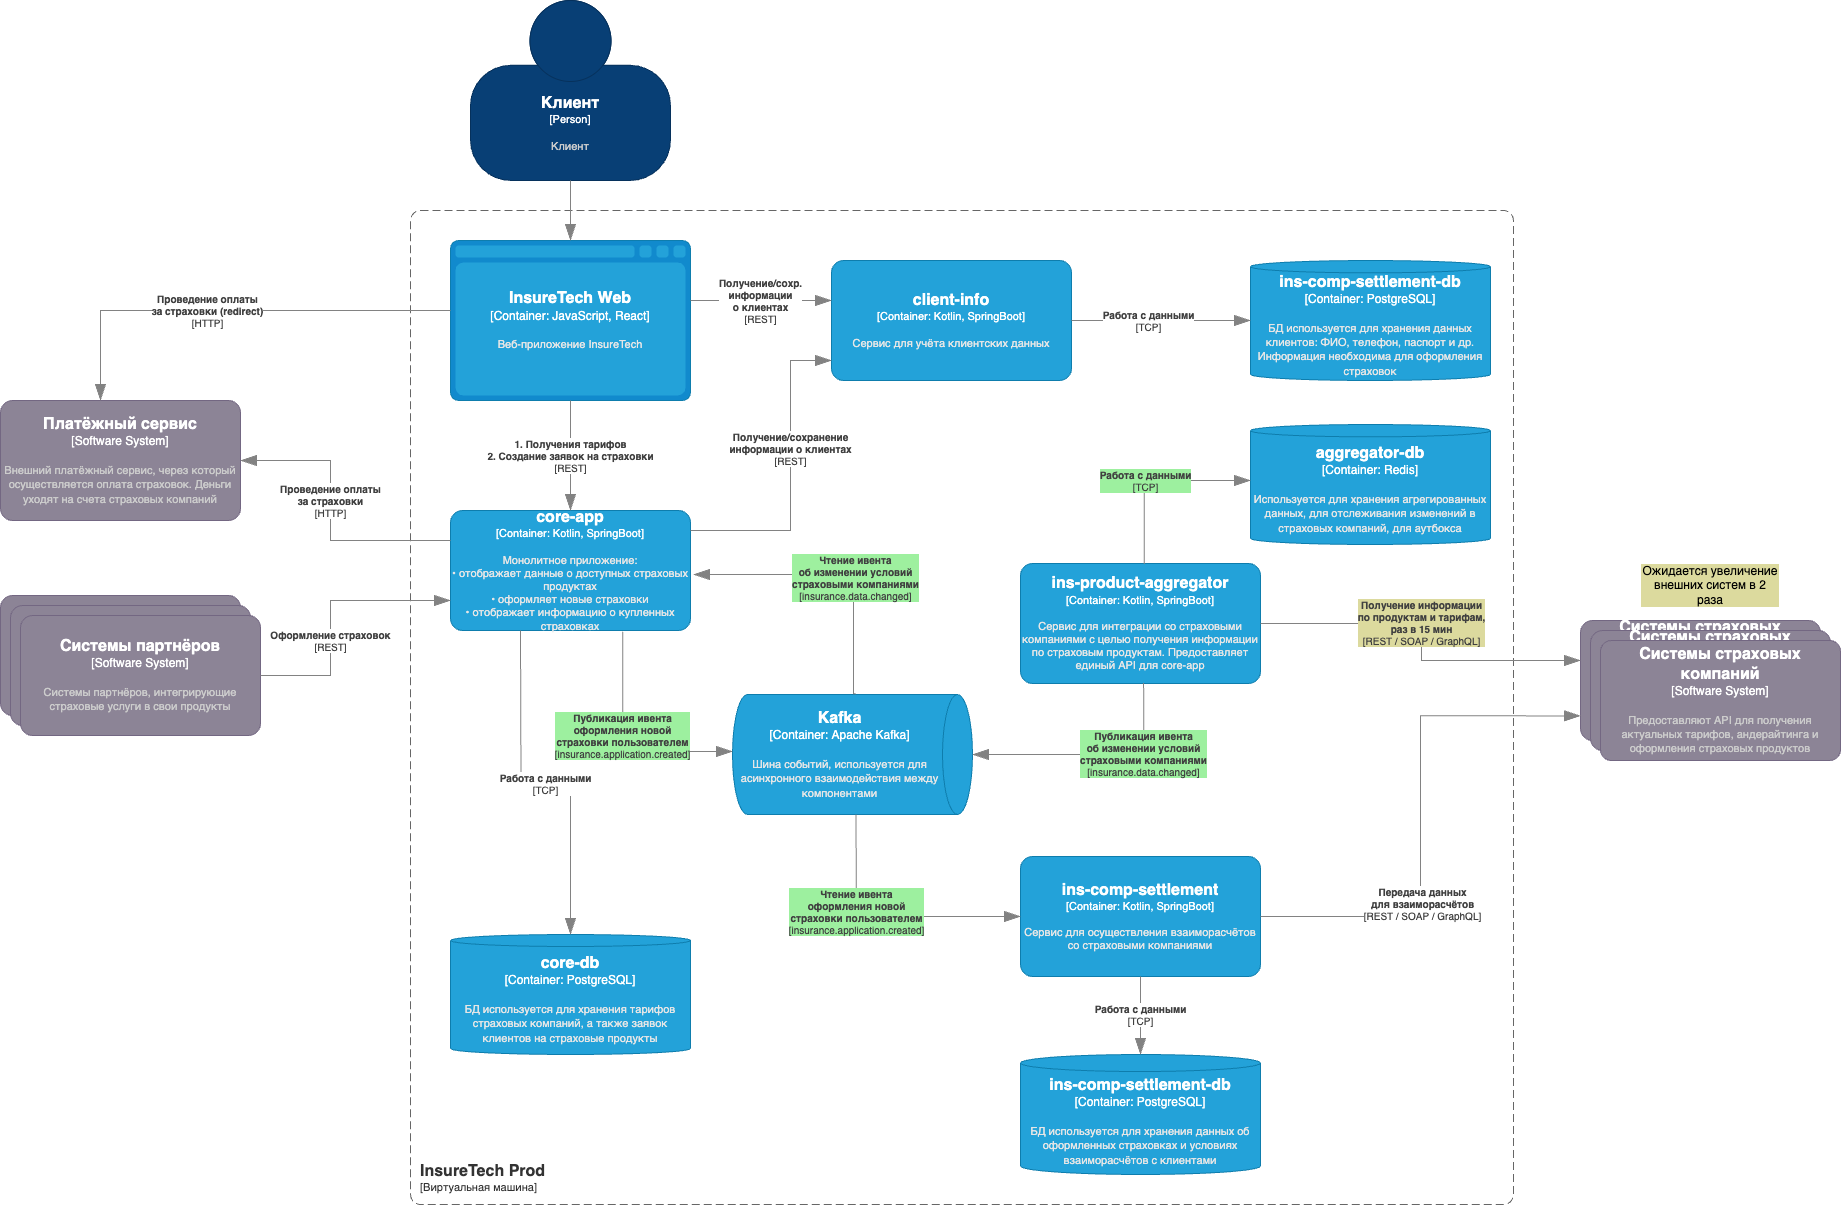 Клиент
[Person]
Клиент
InsureTech Web
[Container: JavaScript, React]
Веб-приложение InsureTech
Получение/сохр.
информации
о клиентах
[REST]
client-info
[Container: Kotlin, SpringBoot]
Сервис для учёта клиентских данных
Работа с данными
[TCP]
ins-comp-settlement-db
[Container: PostgreSQL]
БД используется для хранения данных
клиентов: ФИО, телефон, паспорт и др.
Информация необходима для оформления
страховок
Проведение оплаты
за страховки (redirect)
[HTTP]
Платёжный сервис
[Software System]
Внешний платёжный сервис, через который
осуществляется оплата страховок. Деньги
уходят на счета страховых компаний
1. Получения тарифов
2. Создание заявок на страховки
[REST]
Получение/сохранение
информации о клиентах
[REST]
Проведение оплаты
за страховки
[HTTP]
aggregator-db
[Container: Redis]
Используется для хранения агрегированных
данных, для отслеживания изменений в
страховых компаний, для аутбокса
Работа с данными
[TCP]
core-app
[Container: Kotlin, SpringBoot]
Монолитное приложение:
• отображает данные о доступных страховых
продуктах
• оформляет новые страховки
• отображает информацию о купленных
страховках
Чтение ивента
об изменении условий
страховыми компаниями
[insurance.data.changed]
ins-product-aggregator
[Container: Kotlin, SpringBoot]
Сервис для интеграции со страховыми
компаниями с целью получения информации
по страховым продуктам. Предоставляет
единый API для core-app
Получение информации
по продуктам и тарифам,
раз в 15 мин
[REST / SOAP / GraphQL]
Ожидается увеличение
внешних систем в 2
раза
Системы страховых
Системы страховых
Системы страховых
компаний
[Software System]
Предоставляют API для получения
актуальных тарифов, андерайтинга и
оформления страховых продуктов
Системы партнёров
[Software System]
Системы партнёров, интегрирующие
страховые услуги в свои продукты
Оформление страховок
[REST]
Публикация ивента
оформления новой
страховки пользователем
[insurance.application.created]
Kafka
[Container: Apache Kafka]
Шина событий, используется для
асинхронного взаимодействия между
компонентами
Публикация ивента
об изменении условий
страховыми компаниями
[insurance.data.changed]
Работа с данными
[TCP]
Чтение ивента
оформления новой
страховки пользователем
[insurance.application.created]
ins-comp-settlement
[Container: Kotlin, SpringBoot]
Сервис для осуществления взаиморасчётов
со страховыми компаниями
Передача данных
для взаиморасчётов
[REST / SOAP / GraphQL]
core-db
[Container: PostgreSQL]
БД используется для хранения тарифов
страховых компаний, а также заявок
клиентов на страховые продукты
Работа с данными
[TCP]
ins-comp-settlement-db
[Container: PostgreSQL]
БД используется для хранения данных об
оформленных страховках и условиях
взаиморасчётов с клиентами
InsureTech Prod
[Виртуальная машина]